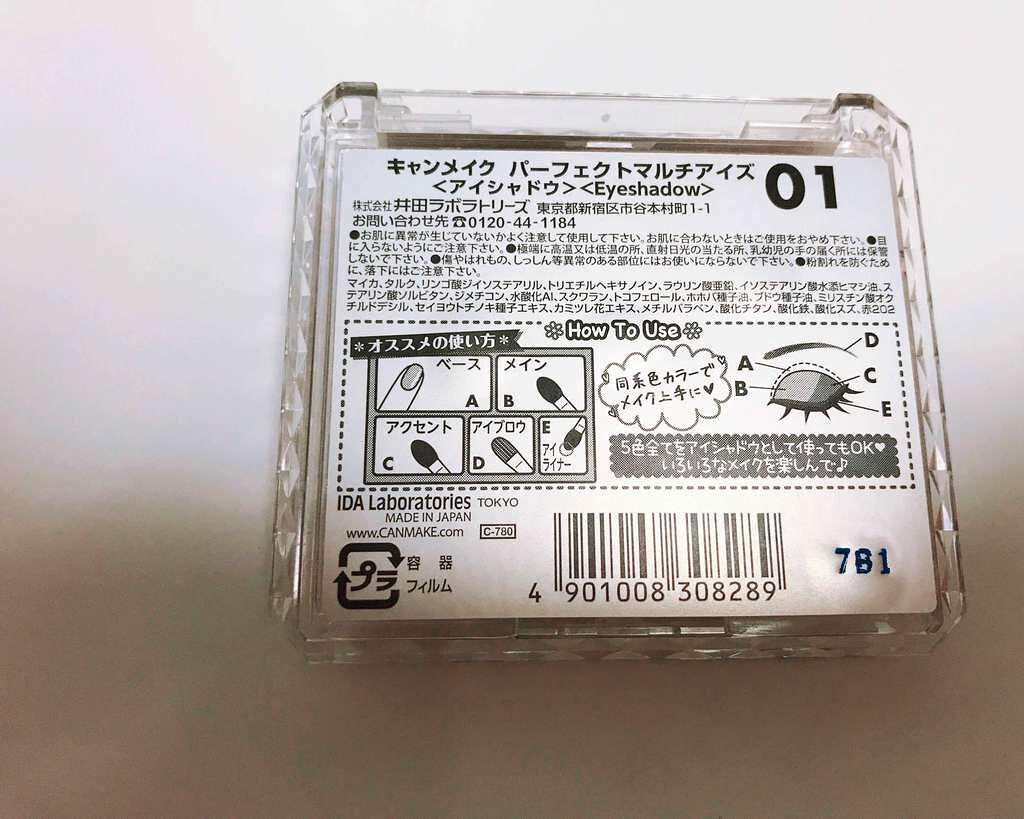 キャンメイク パーフェクトマルチアイズ 01
<アイシャドウ><Eyeshadow>
株式会社 井田ラボラトリーズ 東京都新宿区市谷本村町1-1
お問い合わせ先☎0120-44-1184
●お肌に異常が生じていないかよく注意して使用して下さい。お肌に合わないときはご使用をおやめ下さい。●目
に入らないようにご注意下さい。●極端に高温又は低温の所、直射日光の当たる所、乳幼児の手の届く所には保管
しないで下さい。●傷やはれもの、しっしん等異常のある部位にはお使いにならないで下さい。●粉割れを防ぐため
に、落下にはご注意下さい。
マイカ、タルク、リンゴ酸ジイソステアリル、トリエチルヘキサノイン、ラウリン酸亜鉛、イソステアリン酸水添ヒマシ油、ス
テアリン酸ソルビタン、ジメチコン、水酸化Al、スクワラン、トコフェロール、ホホバ種子油、ブドウ種子油、ミリスチン酸オク
チルドデシル、セイヨウトチノキ種子エキス、カミツレ花エキス、メチルパラベン、酸化チタン、酸化鉄、酸化スズ、赤202
How To Use
*オススメの使い方*
ベース
A
メイン
B
アクセント
C
アイブロウ
D
E
アイ
ライナー
同系色カラーで
メイク上手に♥
A
B
D
C
E
5色全てをアイシャドウとして使ってもOK♥
いろいろなメイクを楽しんで♪
IDA Laboratories TOKYO
MADE IN JAPAN
www.CANMAKE.com C-780
プラ
容器
フィルム
4 901008 308289
7B1